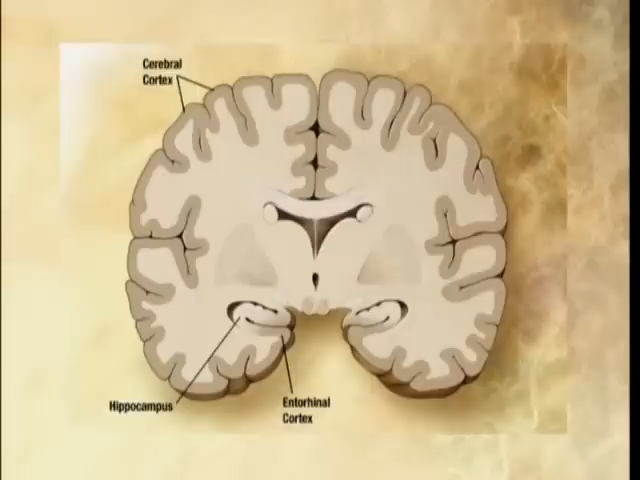 Cerebral
Cortex
Hippocampus
Entorhinal
Cortex